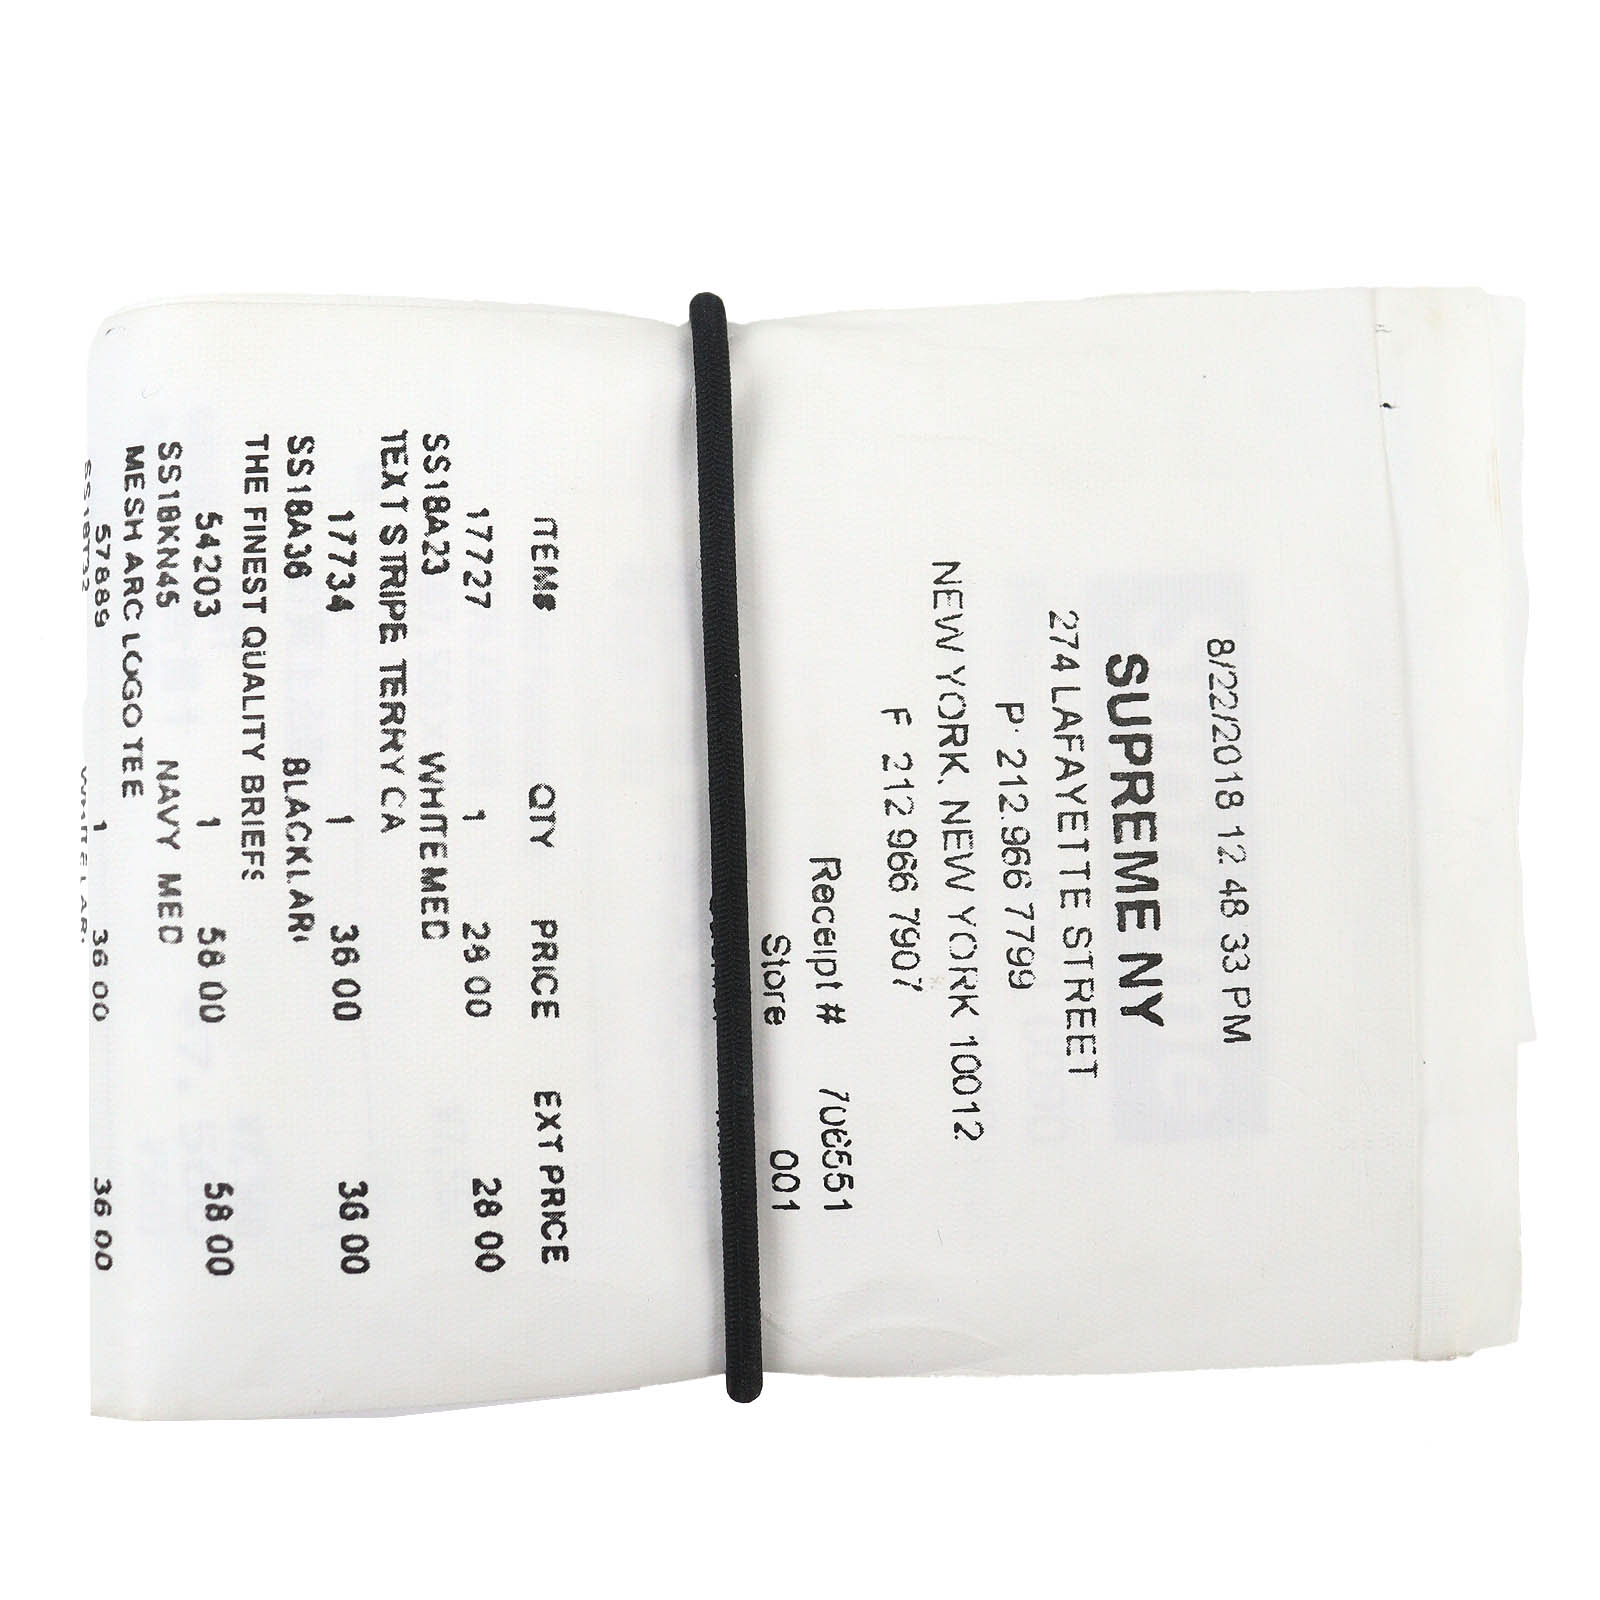 8/22/2018 12 48 33 PM
SUPREME NY
274 LAFAYETTE STREET
P 212.966 7799
NEW YORK, NEW YORK 10012
F 212 966 7907
Receipt # 706551
Store 001
ITEM# QTY PRICE EXT PRICE
17727 1 28 00 28 00
SS18A23 WHITE MED
TEXT STRIPE TERRY CA
17734 1 36 00 36 00
SS18A36 BLACK LAR
THE FINEST QUALITY BRIEFS
54203 1 58 00 58 00
SS18KN45 NAVY MED
MESH ARC LOGO TEE
57889 1 36 00 36 00